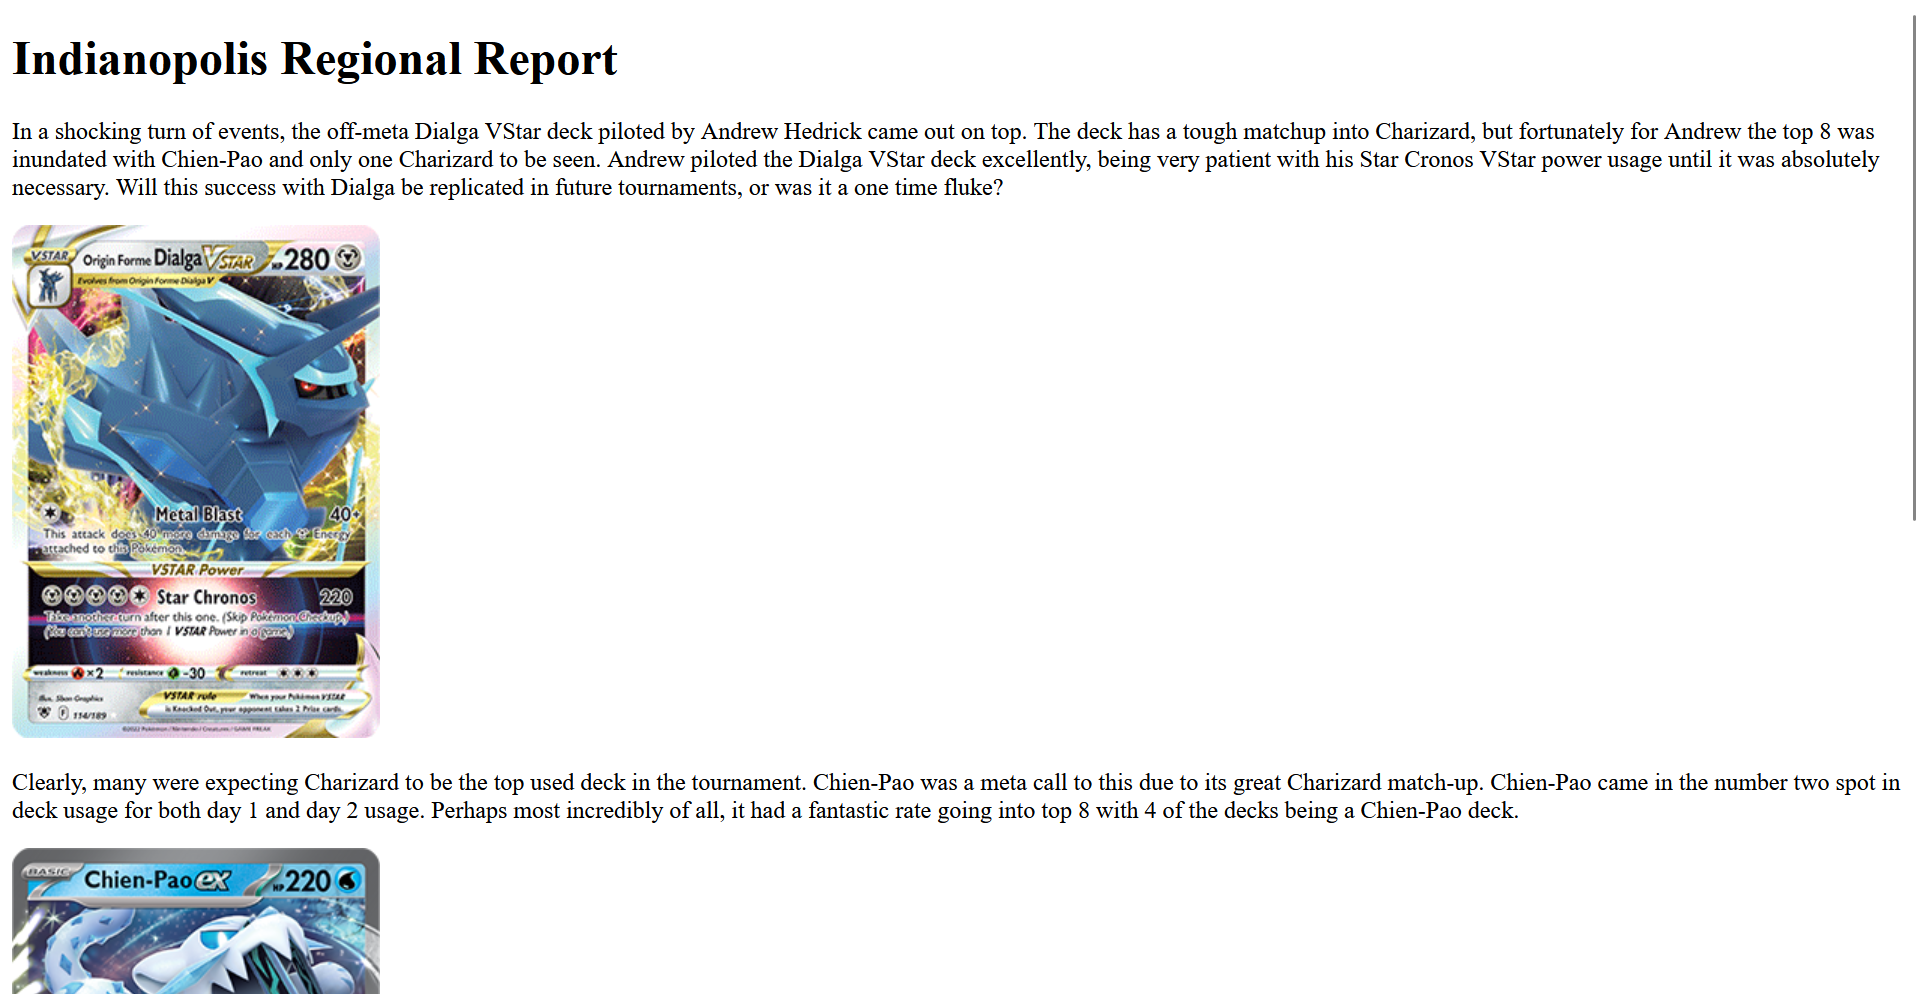 Indianopolis Regional Report
In a shocking turn of events, the off-meta Dialga VStar deck piloted by Andrew Hedrick came out on top. The deck has a tough matchup into Charizard, but fortunately for Andrew the top 8 was
inundated with Chien-Pao and only one Charizard to be seen. Andrew piloted the Dialga VStar deck excellently, being very patient with his Star Cronos VStar power usage until it was absolutely
necessary. Will this success with Dialga be replicated in future tournaments, or was it a one time fluke?
VSTAR Origin Forme Dialga VSTAR HP 280
Evolves from Origin Forme Dialga V
Metal Blast 40+
This attack does 40 more damage for each Energy
attached to this Pokémon.
VSTAR Power
Star Chronos 220
Take another turn after this one. (Skip Pokémon Checkup.)
(You can't use more than 1 VSTAR Power in a game.)
weakness ×2 resistance -30 retreat
Illus. 5ban Graphics VSTAR rule When your Pokémon VSTAR
is Knocked Out, your opponent takes 2 Prize cards.
F 114/189
©2022 Pokémon / Nintendo / Creatures / GAME FREAK
Clearly, many were expecting Charizard to be the top used deck in the tournament. Chien-Pao was a meta call to this due to its great Charizard match-up. Chien-Pao came in the number two spot in
deck usage for both day 1 and day 2 usage. Perhaps most incredibly of all, it had a fantastic rate going into top 8 with 4 of the decks being a Chien-Pao deck.
BASIC Chien-Pao ex HP 220